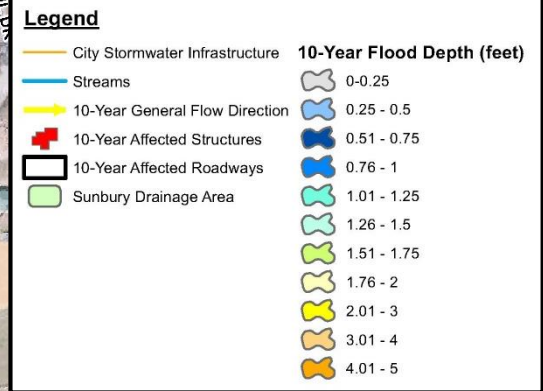 Legend
City Stormwater Infrastructure
Streams
10-Year General Flow Direction
10-Year Affected Structures
10-Year Affected Roadways
Sunbury Drainage Area
10-Year Flood Depth (feet)
0-0.25
0.25 - 0.5
0.51 - 0.75
0.76 - 1
1.01 - 1.25
1.26 - 1.5
1.51 - 1.75
1.76 - 2
2.01 - 3
3.01 - 4
4.01 - 5